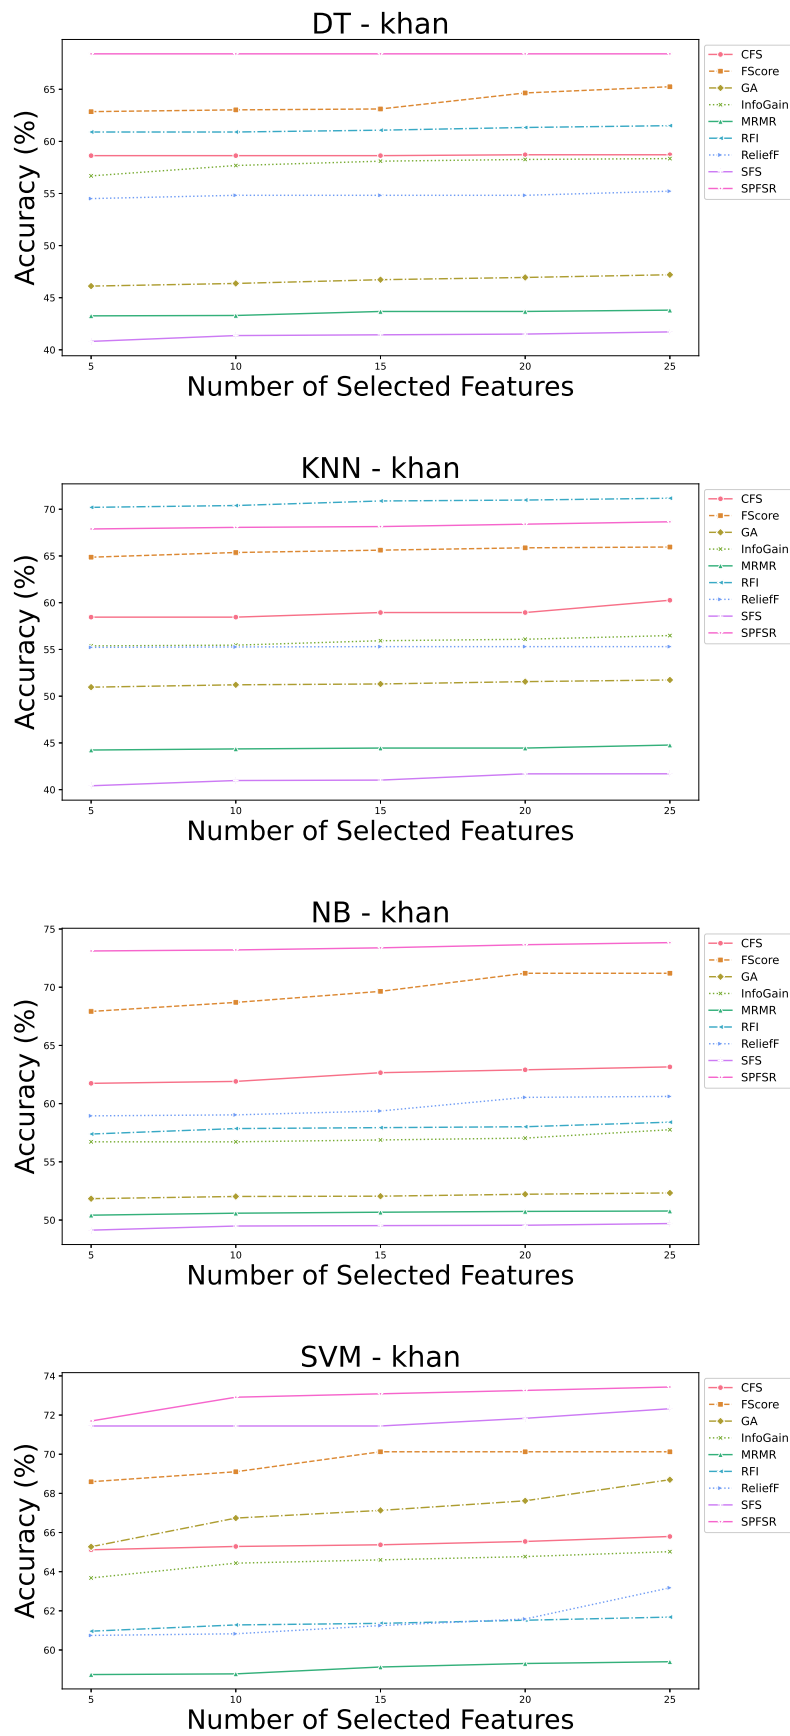 DT - khan
65
60
55
50
45
40
Accuracy (%)
5 10 15 20 25
Number of Selected Features
CFS
FScore
GA
InfoGain
MRMR
RFI
ReliefF
SFS
SPFSR
KNN - khan
70
65
60
55
50
45
40
Accuracy (%)
5 10 15 20 25
Number of Selected Features
CFS
FScore
GA
InfoGain
MRMR
RFI
ReliefF
SFS
SPFSR
NB - khan
75
70
65
60
55
50
Accuracy (%)
5 10 15 20 25
Number of Selected Features
CFS
FScore
GA
InfoGain
MRMR
RFI
ReliefF
SFS
SPFSR
SVM - khan
74
72
70
68
66
64
62
60
Accuracy (%)
5 10 15 20 25
Number of Selected Features
CFS
FScore
GA
InfoGain
MRMR
RFI
ReliefF
SFS
SPFSR